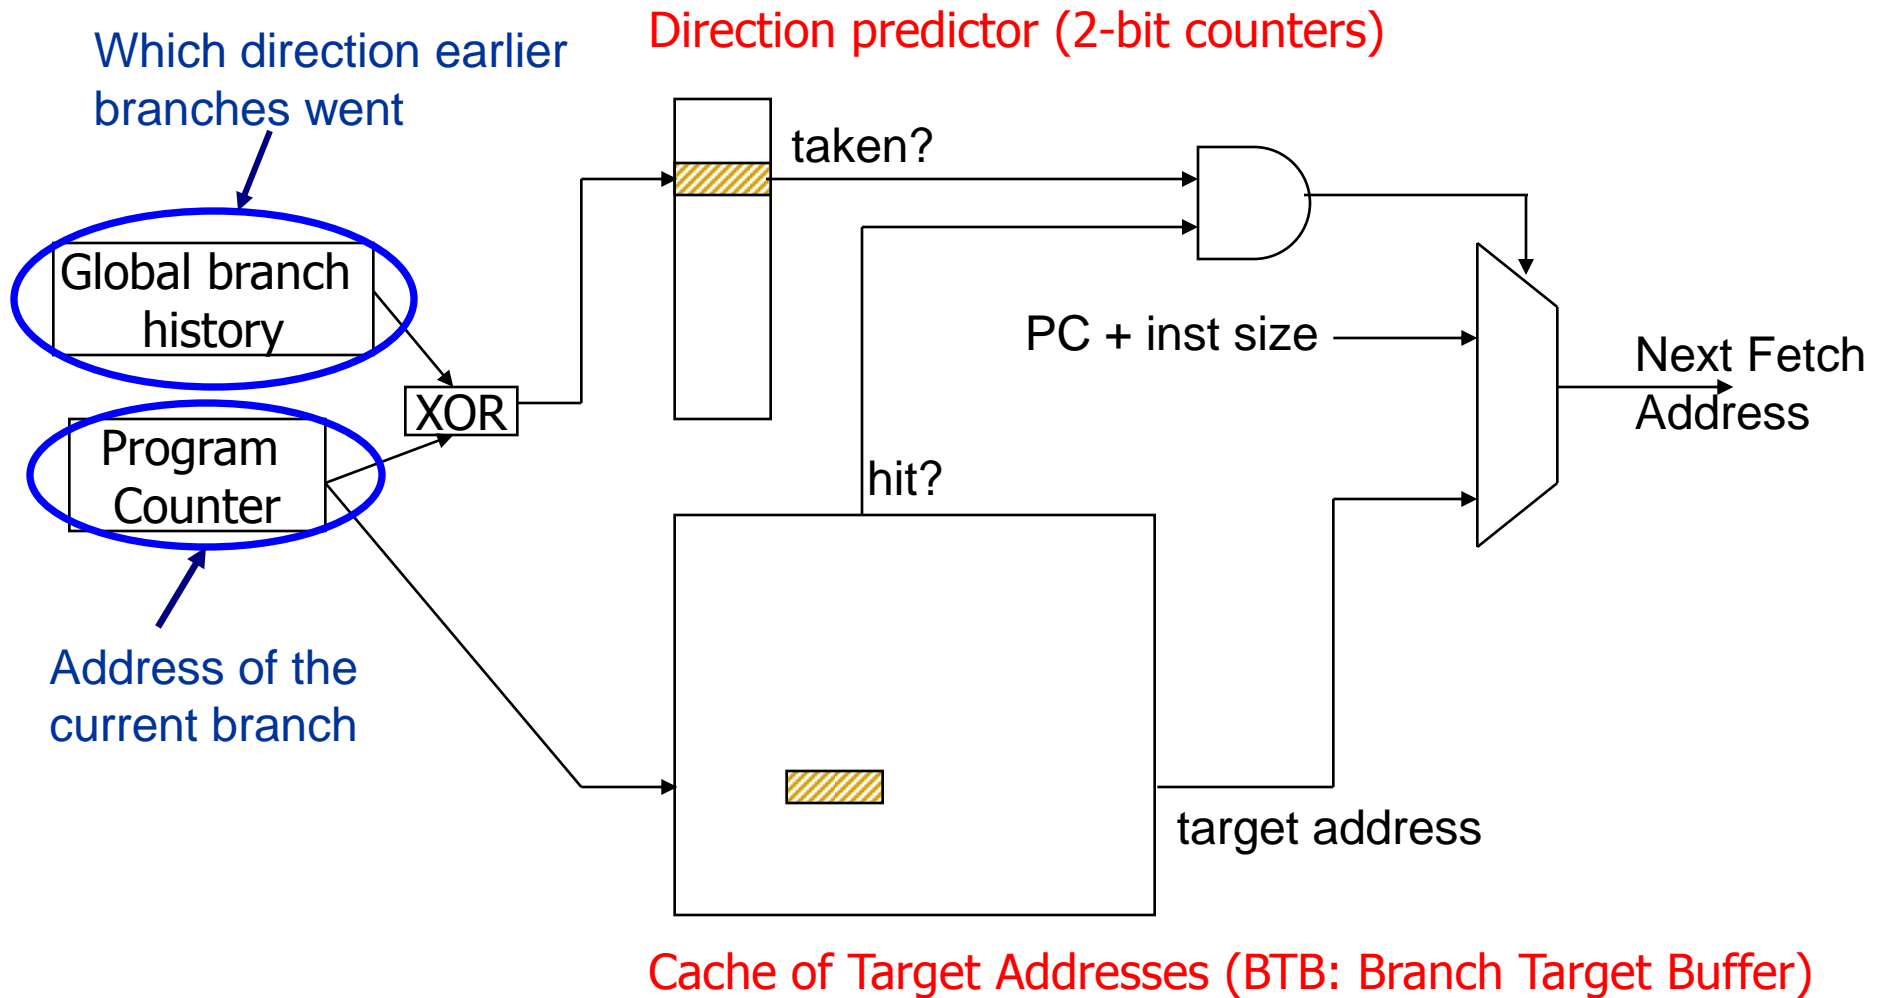 Direction predictor (2-bit counters)
Which direction earlier
branches went
taken?
Global branch
history
PC + inst size
Next Fetch
Address
XOR
Program
Counter
hit?
Address of the
current branch
target address
Cache of Target Addresses (BTB: Branch Target Buffer)